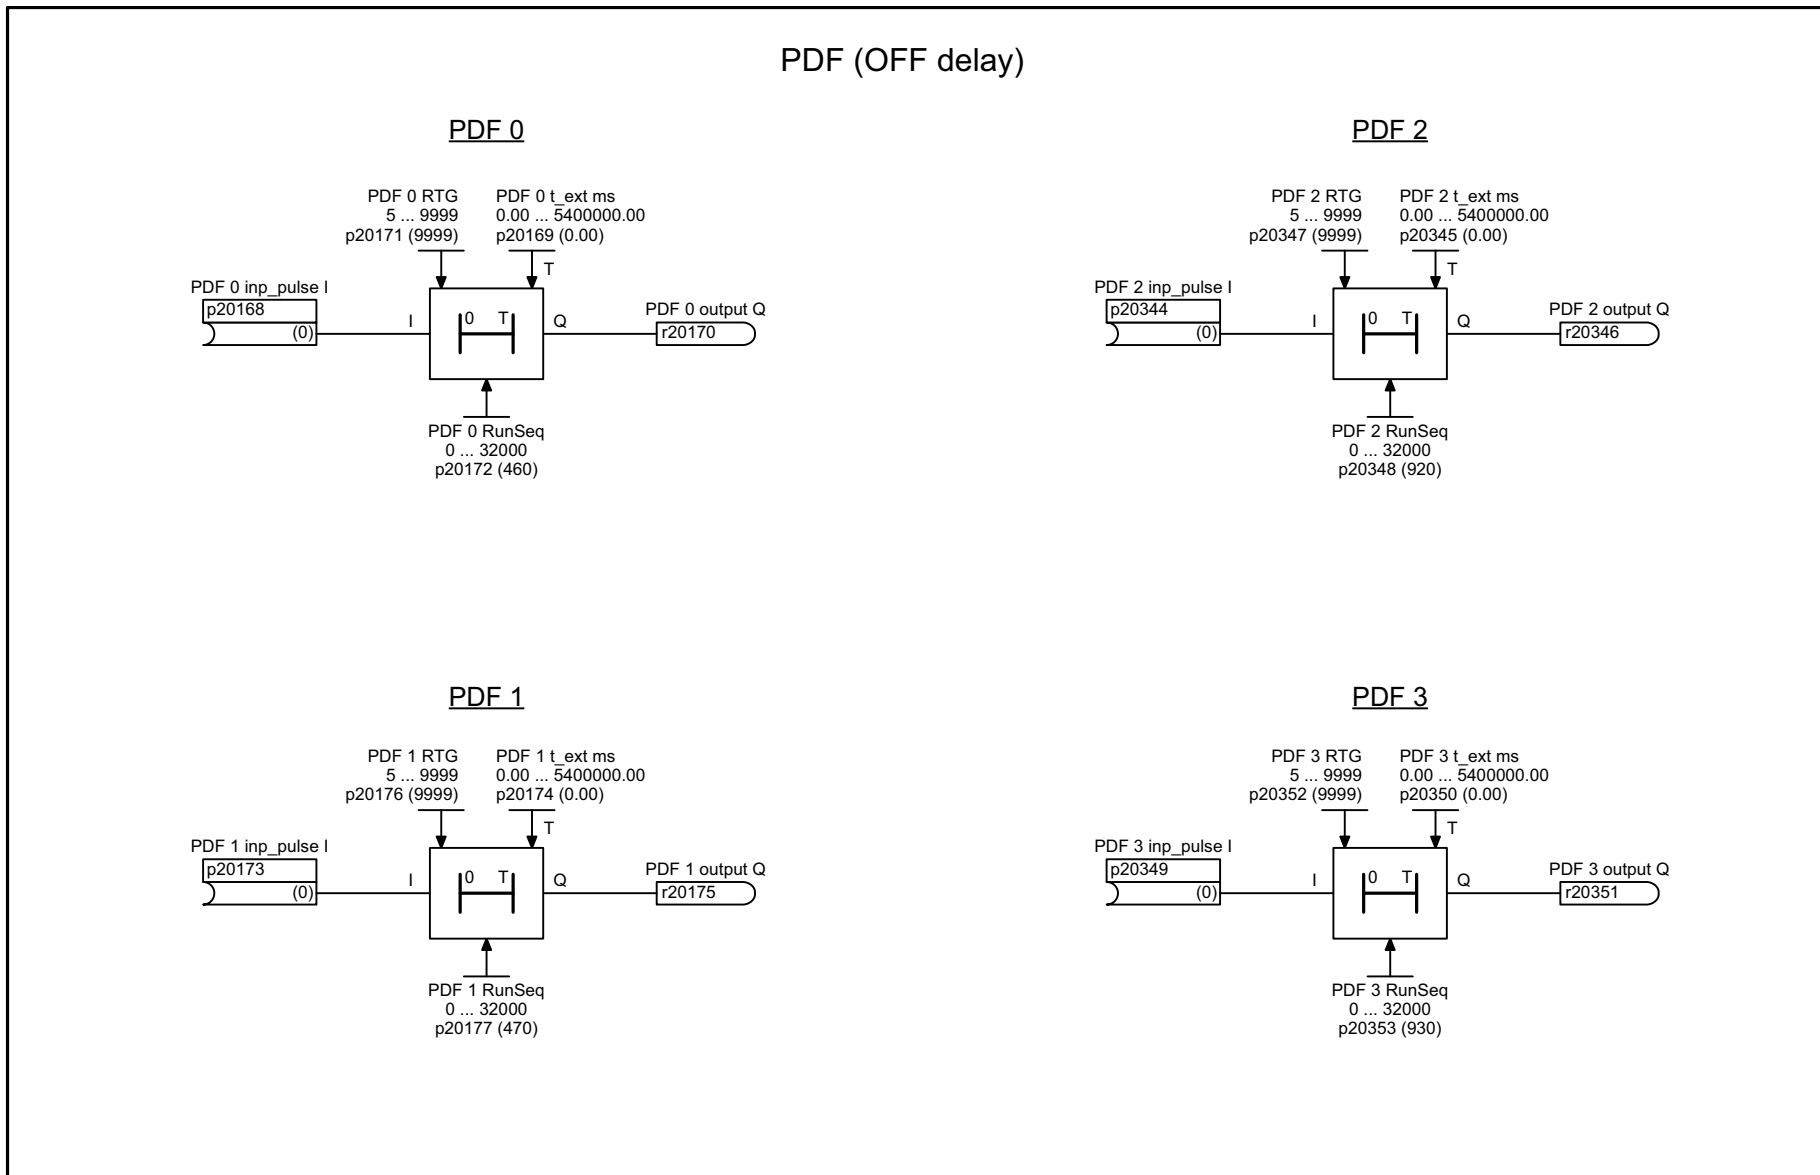 PDF (OFF delay)
PDF 0
PDF 0 RTG
5 ... 9999
p20171 (9999)
PDF 0 t_ext ms
0.00 ... 5400000.00
p20169 (0.00)
T
PDF 0 inp_pulse I
p20168
(0)
I
0 T
Q
PDF 0 output Q
r20170
PDF 0 RunSeq
0 ... 32000
p20172 (460)
PDF 2
PDF 2 RTG
5 ... 9999
p20347 (9999)
PDF 2 t_ext ms
0.00 ... 5400000.00
p20345 (0.00)
T
PDF 2 inp_pulse I
p20344
(0)
I
0 T
Q
PDF 2 output Q
r20346
PDF 2 RunSeq
0 ... 32000
p20348 (920)
PDF 1
PDF 1 RTG
5 ... 9999
p20176 (9999)
PDF 1 t_ext ms
0.00 ... 5400000.00
p20174 (0.00)
T
PDF 1 inp_pulse I
p20173
(0)
I
0 T
Q
PDF 1 output Q
r20175
PDF 1 RunSeq
0 ... 32000
p20177 (470)
PDF 3
PDF 3 RTG
5 ... 9999
p20352 (9999)
PDF 3 t_ext ms
0.00 ... 5400000.00
p20350 (0.00)
T
PDF 3 inp_pulse I
p20349
(0)
I
0 T
Q
PDF 3 output Q
r20351
PDF 3 RunSeq
0 ... 32000
p20353 (930)